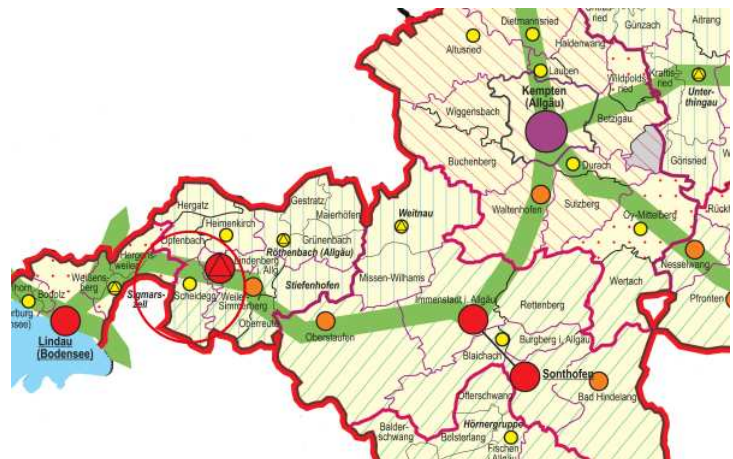 Dietmannsried
Günzach
Aitrang
Altusried
Haldenwang
Lauben
Wildpolds
ried
Kraftis
ried
Unter-
thingau
Kempten
(Allgäu)
Wiggensbach
Betzigau
Buchenberg
Durach
Görisried
Waltenhofen
Sulzberg
Oy-Mittelberg
Rückh
Nesselwang
Pfronten
Wertach
Hergatz
Gestratz
Maierhöfen
Heimenkirch
Grünenbach
Opfenbach
Röthenbach (Allgäu)
Weitnau
Hergens-
weiler
Lindenberg
i. Allg.
Stiefenhofen
Missen-Wilhams
Weißens-
berg
Sigmars-
zell
Scheidegg
Weiler-
Simmerberg
Oberreute
Bodolz
Lindau
(Bodensee)
Oberstaufen
Immenstadt i. Allgäu
Rettenberg
Burgberg i. Allgäu
Blaichach
Sonthofen
Ofterschwang
Bad Hindelang
Balder-
schwang
Hörnergruppe
Bolsterlang
Fischen
i. Allgäu